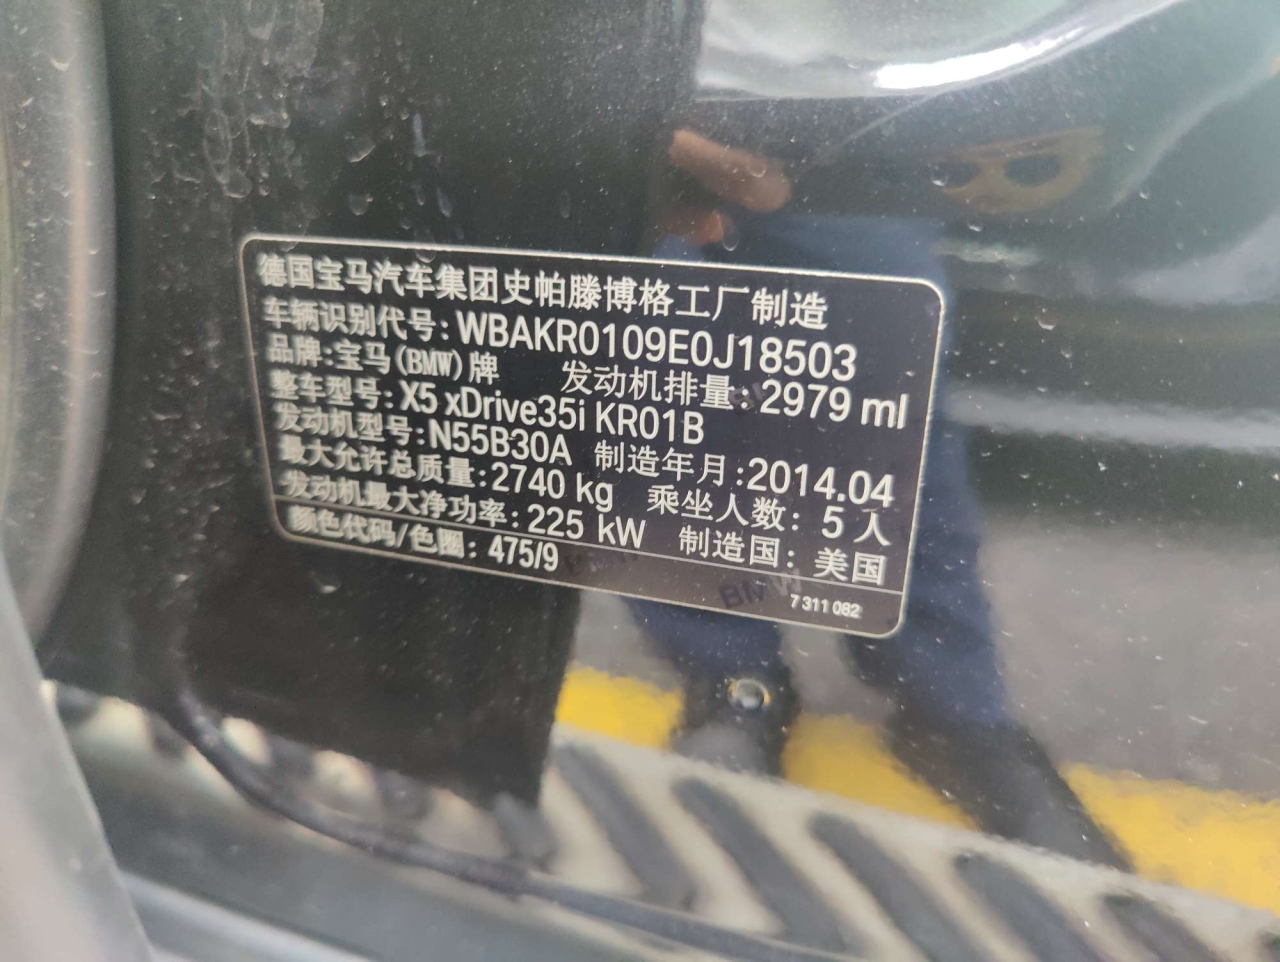 德国宝马汽车集团史帕滕博格工厂制造
车辆识别代号: WBAKR0109E0J18503
品牌: 宝马(BMW)牌 发动机排量: 2979 ml
整车型号: X5 xDrive35i KR01B
发动机型号: N55B30A 制造年月: 2014.04
最大允许总质量: 2740 kg 乘坐人数: 5 人
发动机最大净功率: 225 kW 制造国: 美国
颜色代码/色圈: 475/9
BMW
7 311 082